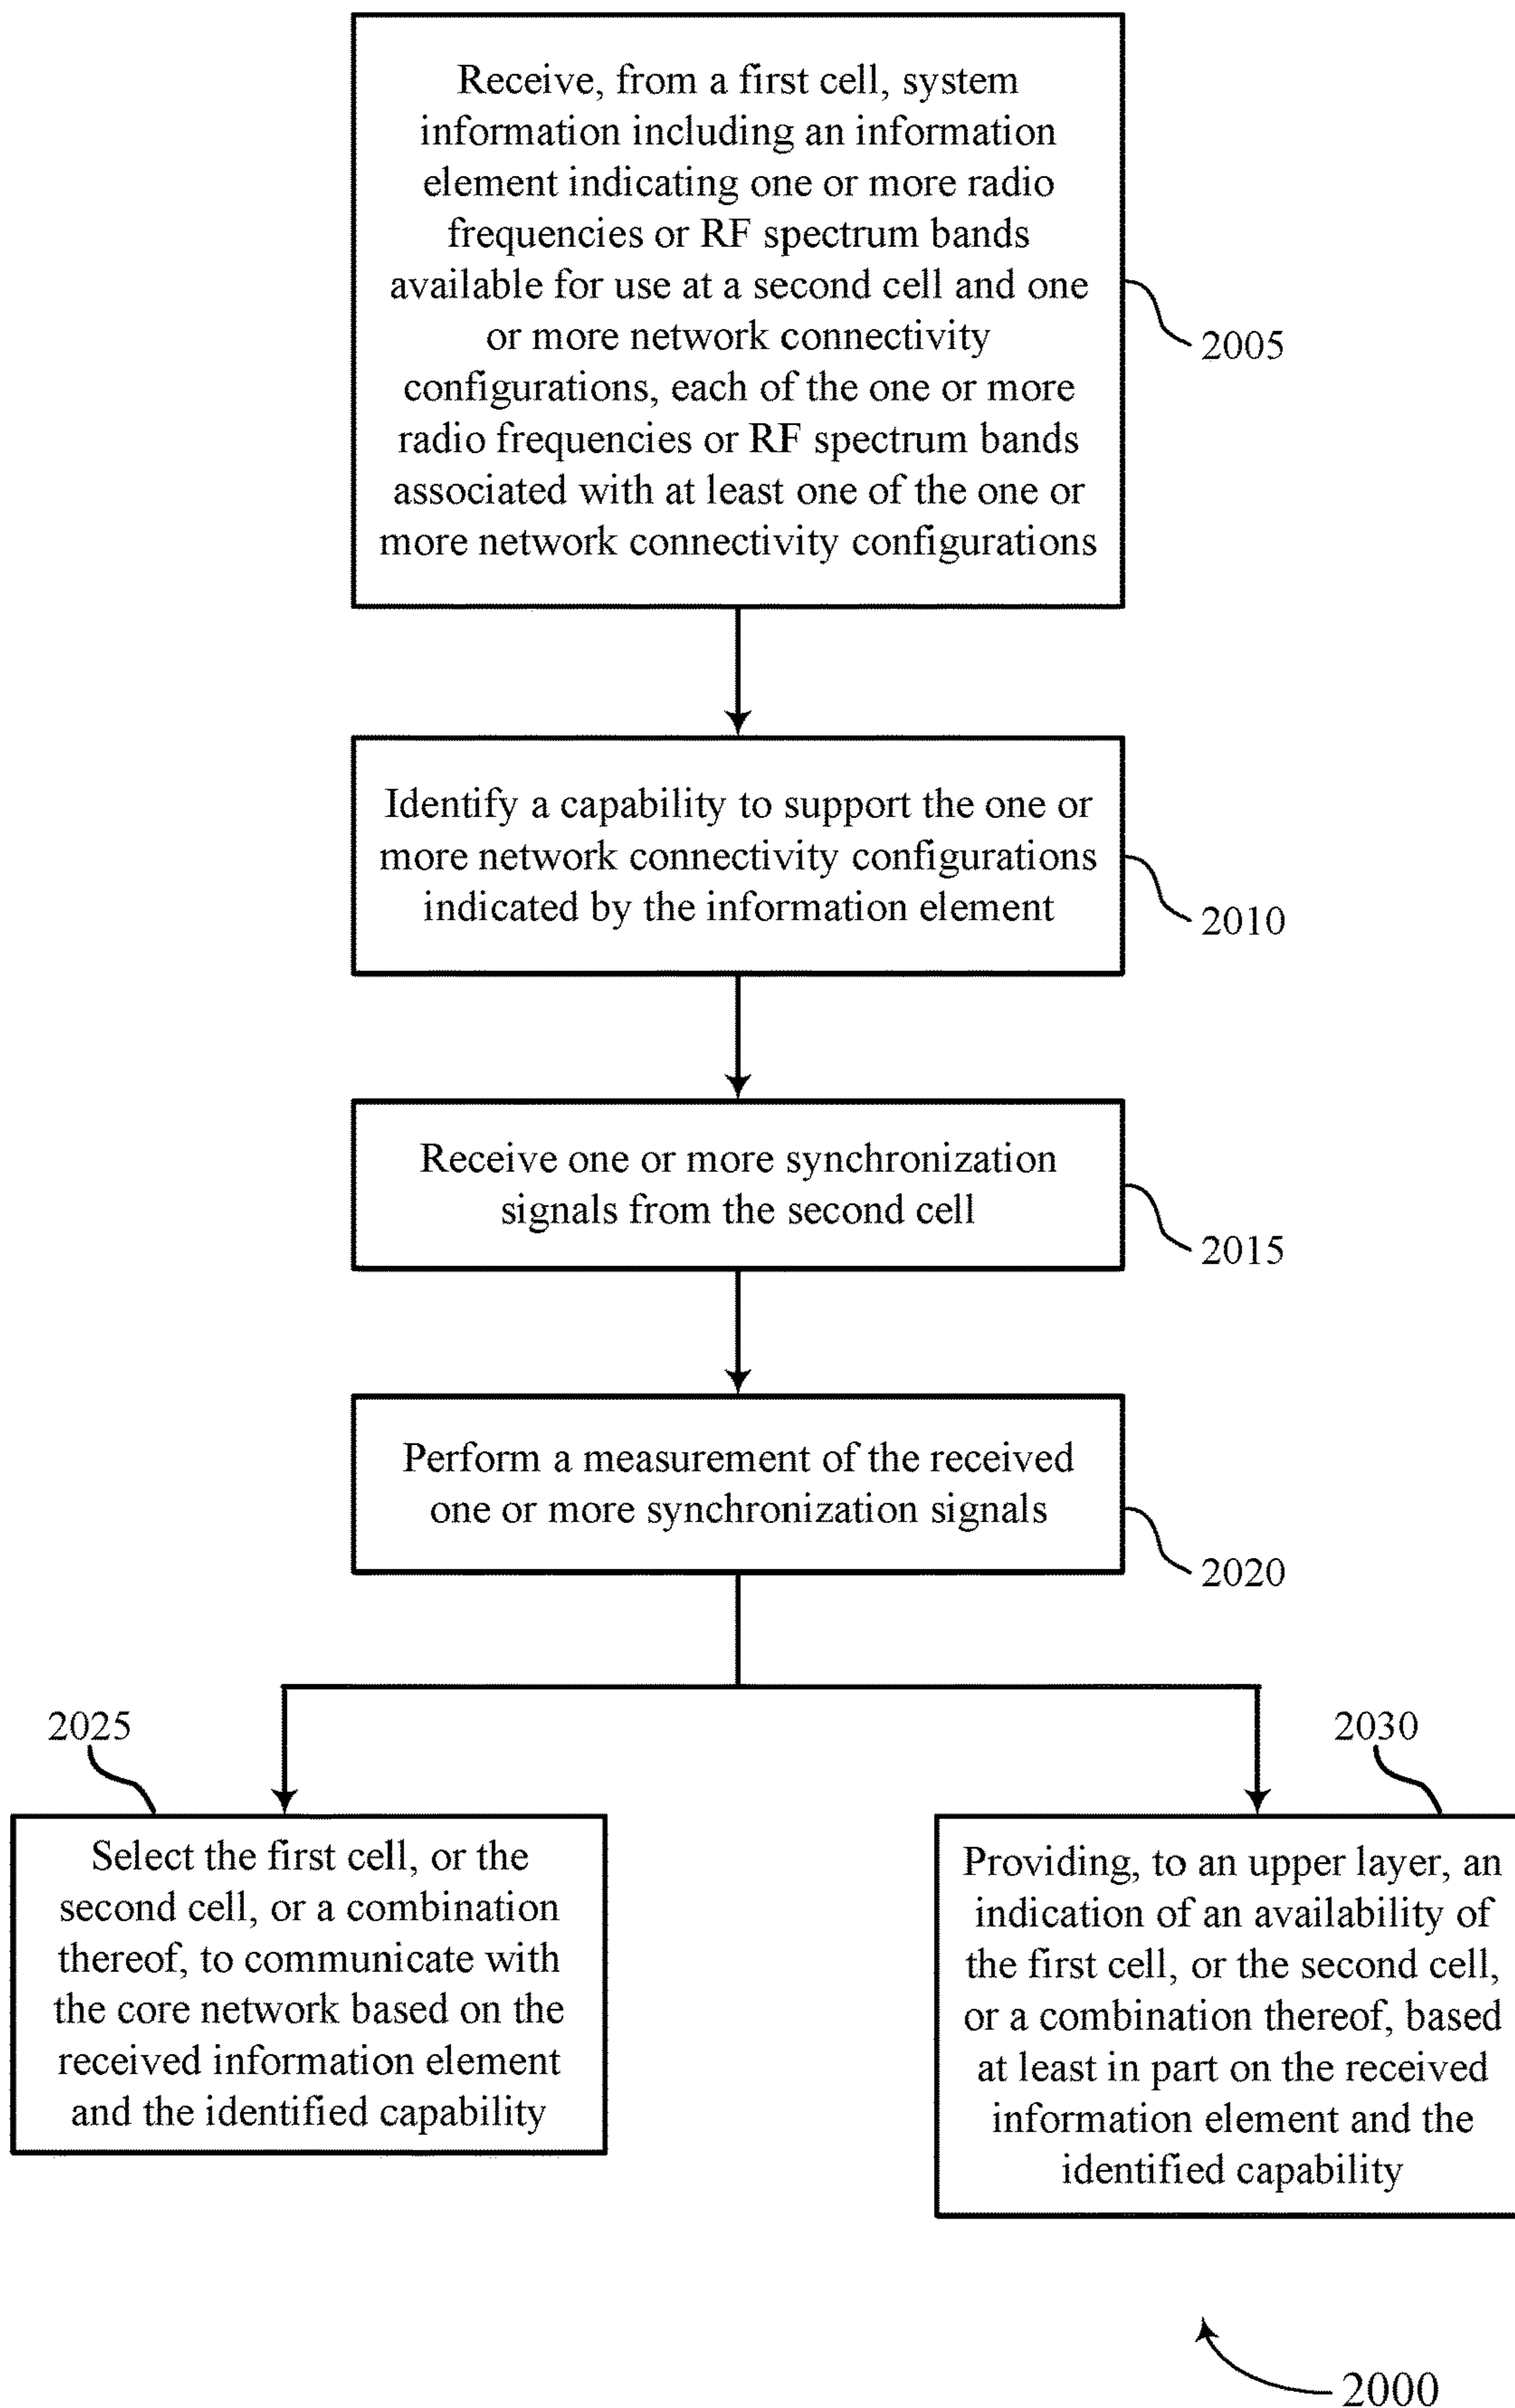 Receive, from a first cell, system
information including an information
element indicating one or more radio
frequencies or RF spectrum bands
available for use at a second cell and one
or more network connectivity
configurations, each of the one or more
radio frequencies or RF spectrum bands
associated with at least one of the one or
more network connectivity configurations
2005
Identify a capability to support the one or
more network connectivity configurations
indicated by the information element
2010
Receive one or more synchronization
signals from the second cell
2015
Perform a measurement of the received
one or more synchronization signals
2020
2025
Select the first cell, or the
second cell, or a combination
thereof, to communicate with
the core network based on the
received information element
and the identified capability
2030
Providing, to an upper layer, an
indication of an availability of
the first cell, or the second cell,
or a combination thereof, based
at least in part on the received
information element and the
identified capability
2000